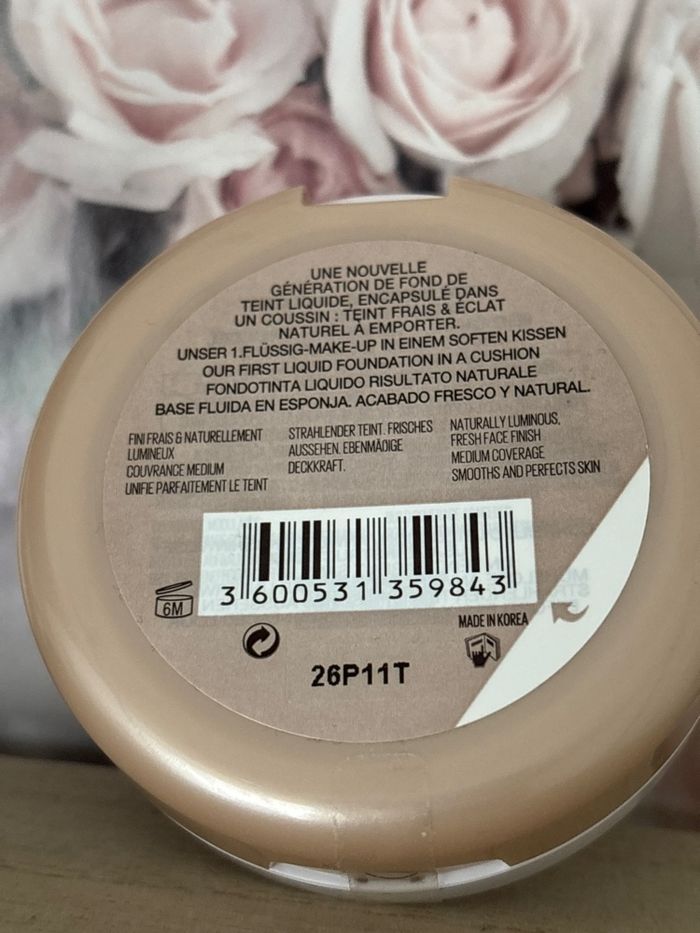 UNE NOUVELLE
GÉNÉRATION DE FOND DE
TEINT LIQUIDE, ENCAPSULÉ DANS
UN COUSSIN : TEINT FRAIS & ÉCLAT
NATUREL À EMPORTER.
UNSER 1.FLÜSSIG-MAKE-UP IN EINEM SOFTEN KISSEN
OUR FIRST LIQUID FOUNDATION IN A CUSHION
FONDOTINTA LIQUIDO RISULTATO NATURALE
BASE FLUIDA EN ESPONJA. ACABADO FRESCO Y NATURAL.
FINI FRAIS & NATURELLEMENT
LUMINEUX
COUVRANCE MEDIUM
UNIFIE PARFAITEMENT LE TEINT
STRAHLENDER TEINT. FRISCHES
AUSSEHEN. EBENMÄDIGE
DECKKRAFT.
NATURALLY LUMINOUS,
FRESH FACE FINISH
MEDIUM COVERAGE
SMOOTHS AND PERFECTS SKIN
3 600531 359843
6M
MADE IN KOREA
26P11T